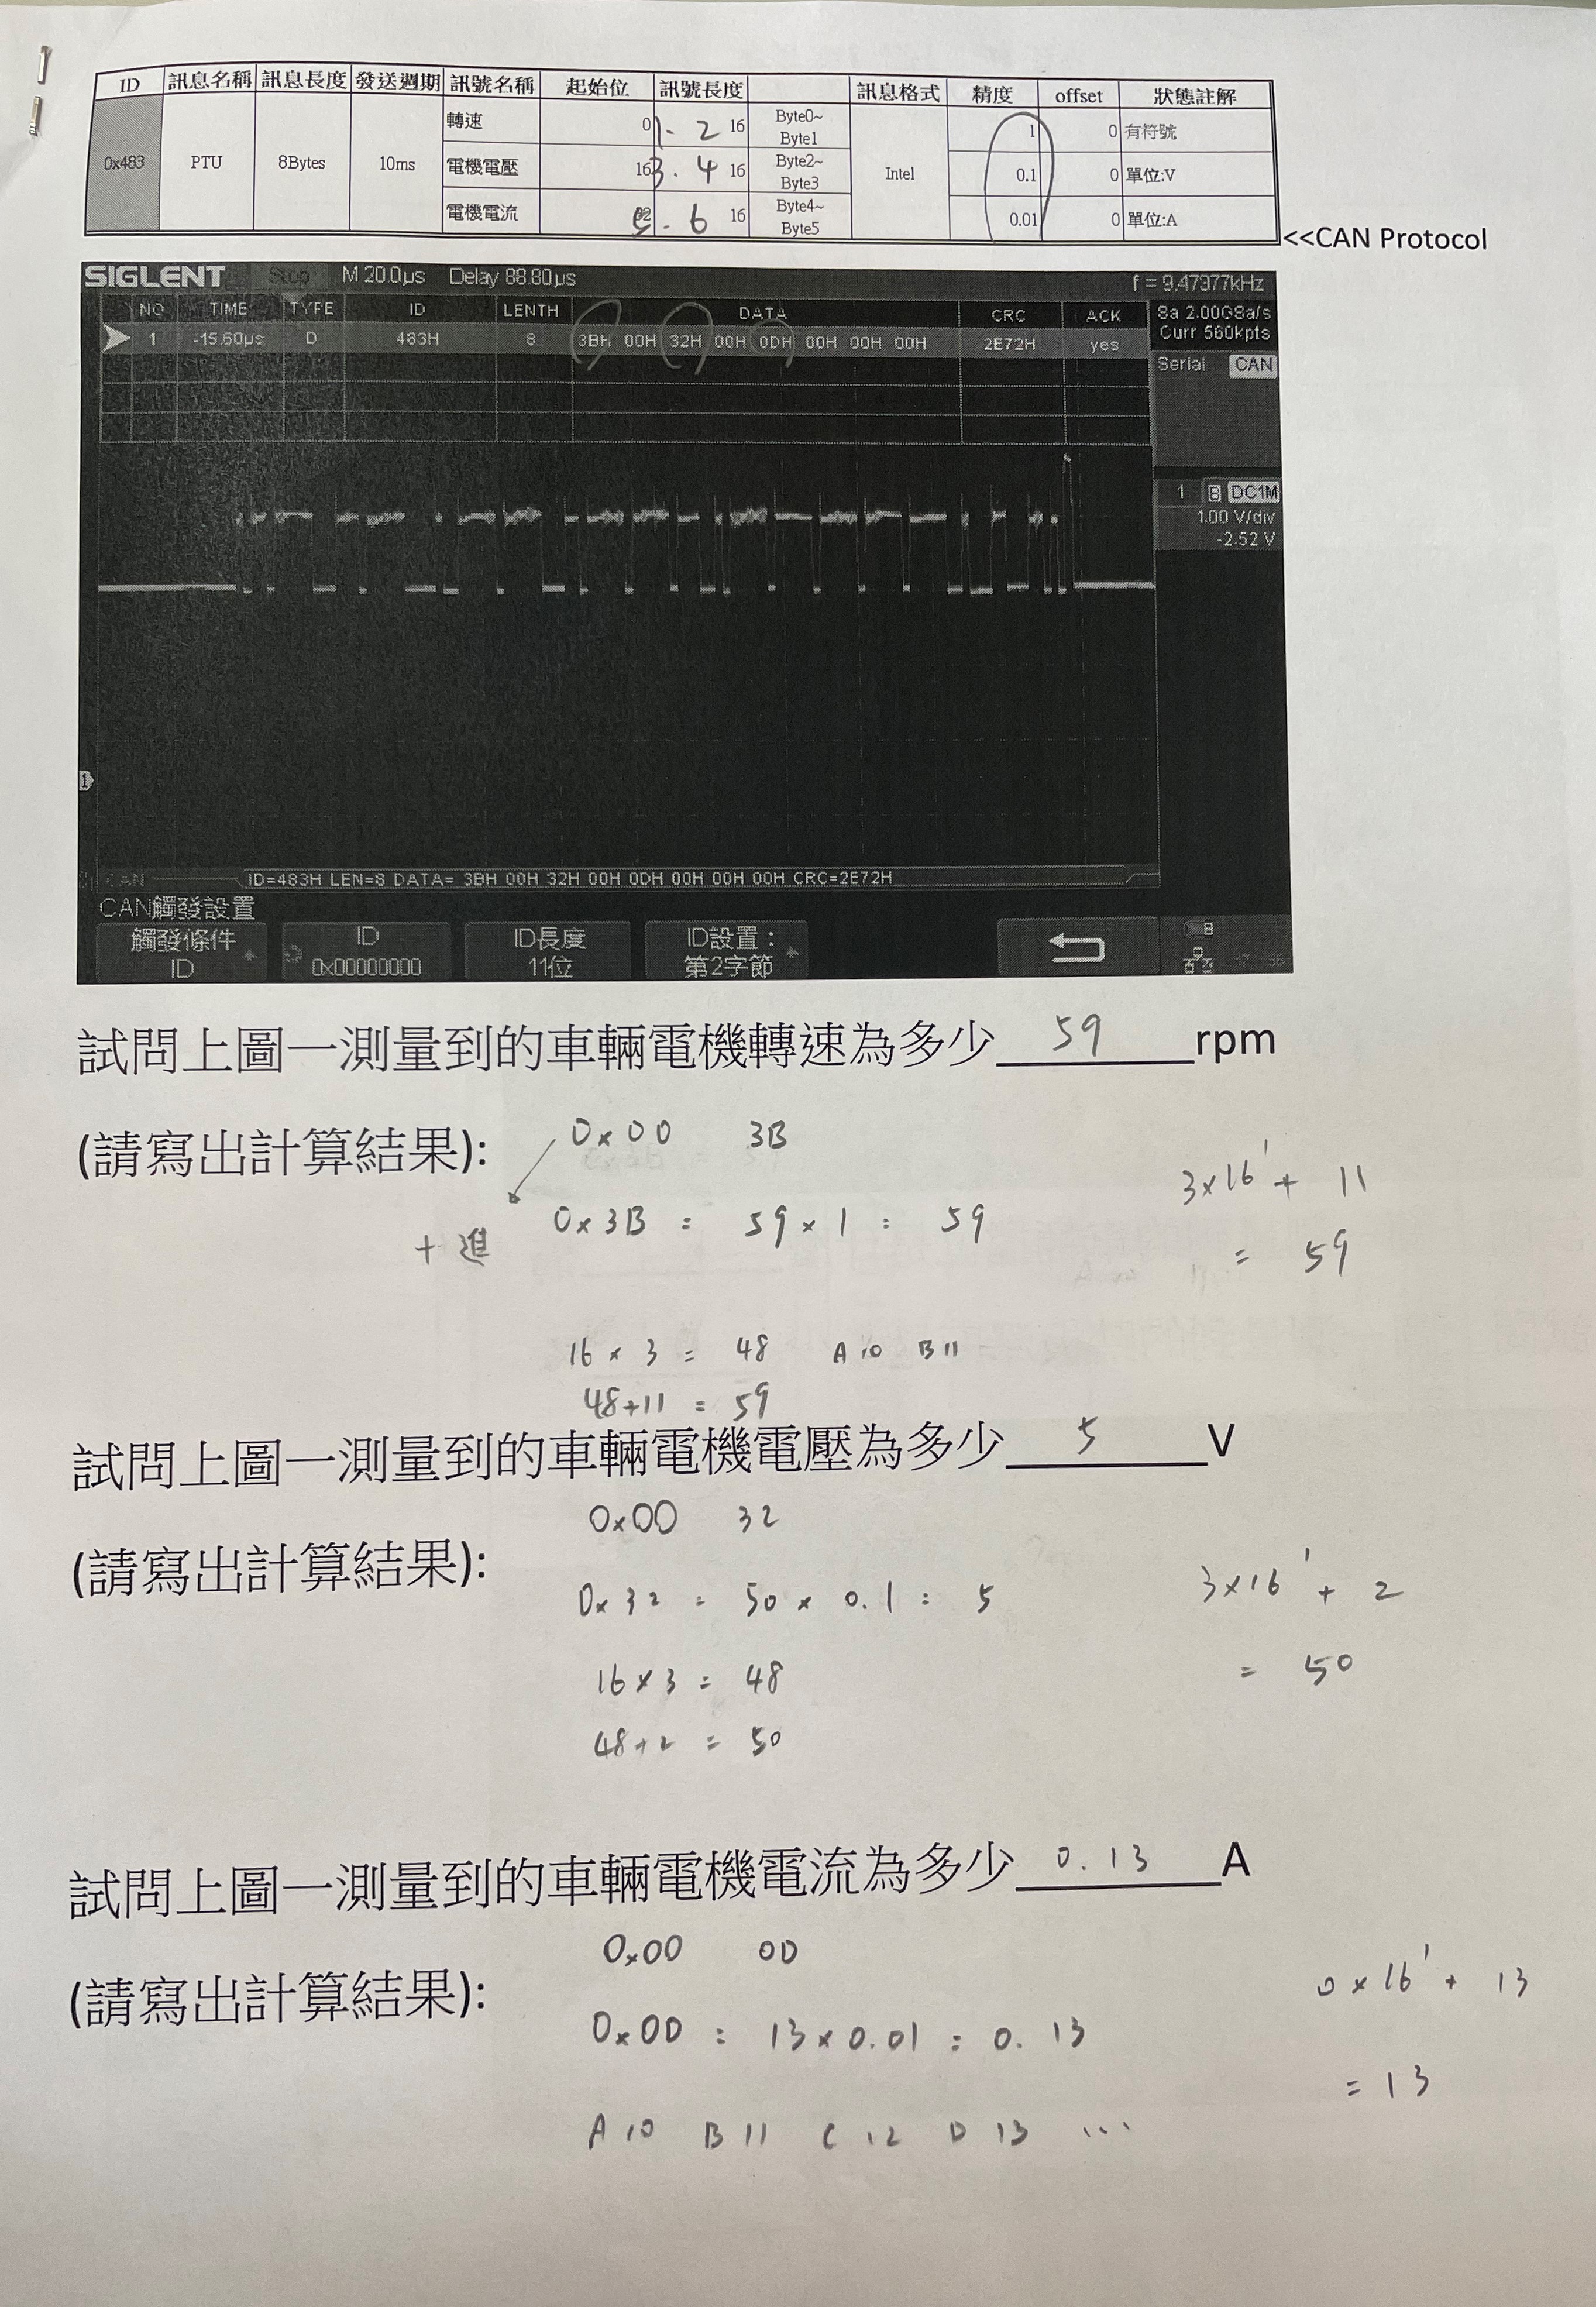 ID 訊息名稱 訊息長度 發送週期 訊號名稱 起始位 訊號長度 訊息格式 精度 offset 狀態註解
0x483 PTU 8Bytes 10ms 轉速 0 1. 2 16 Byte0~ Byte1 Intel 1 0 有符號
電機電壓 16 3. 4 16 Byte2~ Byte3 0.1 0 單位:V
電機電流 5. 6 16 Byte4~ Byte5 0.01 0 單位:A
<<CAN Protocol
SIGLENT Stop M 20.0µs Delay 88.80µs f = 9.47977kHz
NO TIME TYPE ID LENTH DATA CRC ACK Sa 2.00GSa/s
1 -15.60µs D 483H 8 3BH 00H 32H 00H 0DH 00H 00H 00H 2E72H yes Curr 560kpts
Serial CAN
1 B DC1M
1.00 V/div
-2.52 V
CAN ID=483H LEN=8 DATA= 3BH 00H 32H 00H 0DH 00H 00H 00H CRC=2E72H
CAN觸發設置
觸發條件 ID ID長度 ID設置:
ID 0x00000000 11位 第2字節
試問上圖一測量到的車輛電機轉速為多少 59 rpm
(請寫出計算結果): 0x00 3B
3x16¹ + 11
十進 0x3B = 59 x 1 = 59
= 59
16 x 3 = 48 A 10 B 11
48+11 = 59
試問上圖一測量到的車輛電機電壓為多少 5 V
0x00 32
(請寫出計算結果):
0x32 = 50 x 0.1 = 5 3x16¹ + 2
16 x 3 = 48 = 50
48+2 = 50
試問上圖一測量到的車輛電機電流為多少 0.13 A
0x00 0D
(請寫出計算結果): 0 x 16¹ + 13
0x0D = 13 x 0.01 = 0.13
= 13
A 10 B 11 C 12 D 13 ...